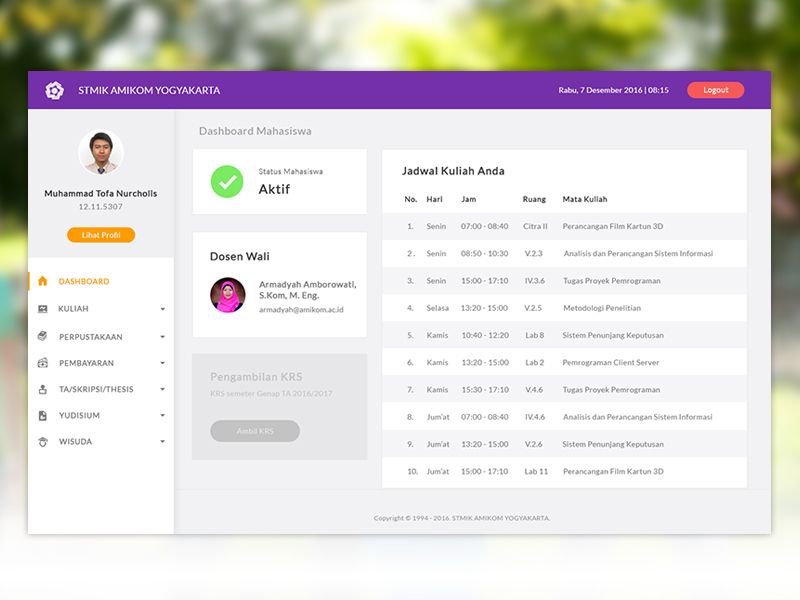 STMIK AMIKOM YOGYAKARTA
Rabu, 7 Desember 2016 | 08:15
Logout
Muhammad Tofa Nurcholis
12.11.5307
Lihat Profil
DASHBOARD
KULIAH
PERPUSTAKAAN
PEMBAYARAN
TA/SKRIPSI/THESIS
YUDISIUM
WISUDA
Dashboard Mahasiswa
Status Mahasiswa
Aktif
Dosen Wali
Armadyah Amborowati,
S.Kom, M. Eng.
armadyah@amikom.ac.id
Pengambilan KRS
KRS semeter Genap TA 2016/2017
Ambil KRS
Jadwal Kuliah Anda
No. Hari Jam Ruang Mata Kuliah
1. Senin 07:00 - 08:40 Citra II Perancangan Film Kartun 3D
2. Senin 08:50 - 10:30 V.2.3 Analisis dan Perancangan Sistem Informasi
3. Senin 15:00 - 17:10 IV.3.6 Tugas Proyek Pemrograman
4. Selasa 13:20 - 15:00 V.2.5 Metodologi Penelitian
5. Kamis 10:40 - 12:20 Lab 8 Sistem Penunjang Keputusan
6. Kamis 13:20 - 15:00 Lab 2 Pemrograman Client Server
7. Kamis 15:30 - 17:10 V.4.6 Tugas Proyek Pemrograman
8. Jum'at 07:00 - 08:40 IV.4.6 Analisis dan Perancangan Sistem Informasi
9. Jum'at 13:20 - 15:00 V.2.6 Sistem Penunjang Keputusan
10. Jum'at 15:00 - 17:10 Lab 11 Perancangan Film Kartun 3D
Copyright © 1994 - 2016. STMIK AMIKOM YOGYAKARTA.